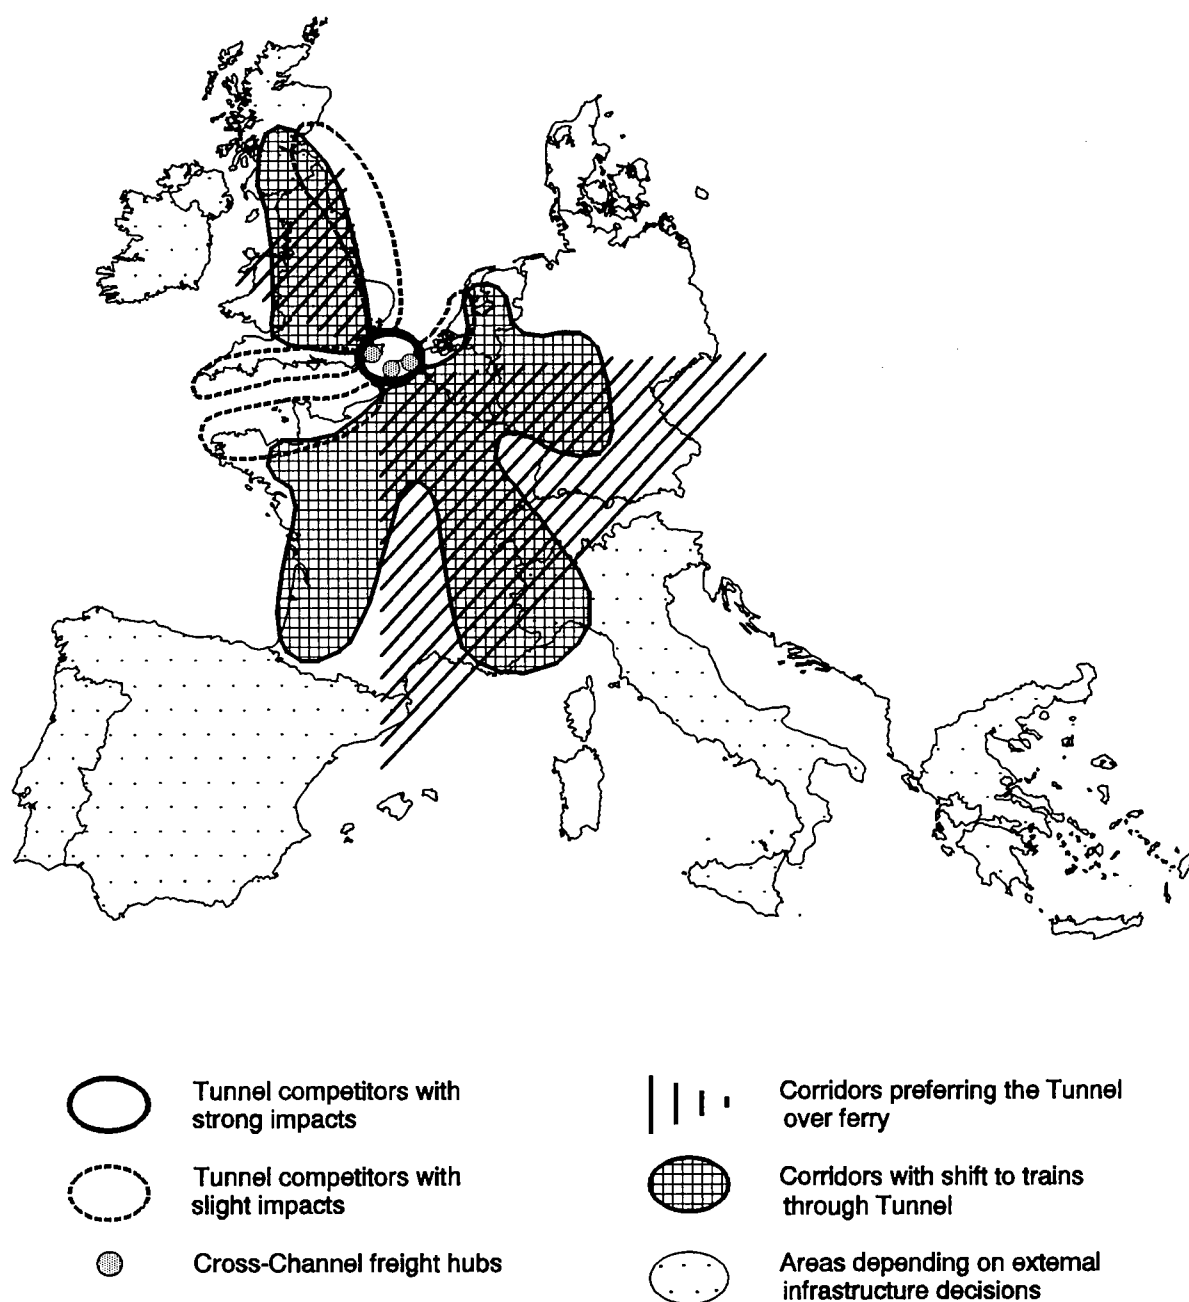 Tunnel competitors with
strong impacts
Tunnel competitors with
slight impacts
Cross-Channel freight hubs
Corridors preferring the Tunnel
over ferry
Corridors with shift to trains
through Tunnel
Areas depending on external
infrastructure decisions